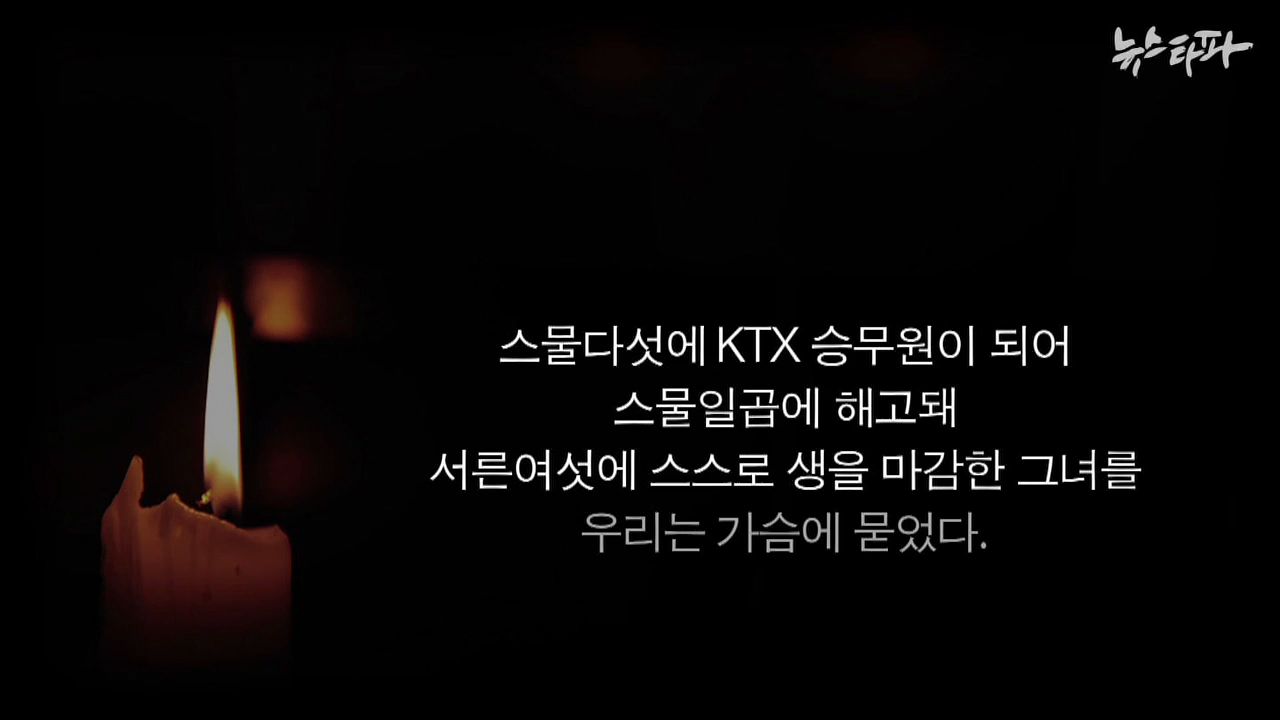 뉴스타파
스물다섯에 KTX 승무원이 되어
스물일곱에 해고돼
서른여섯에 스스로 생을 마감한 그녀를
우리는 가슴에 묻었다.